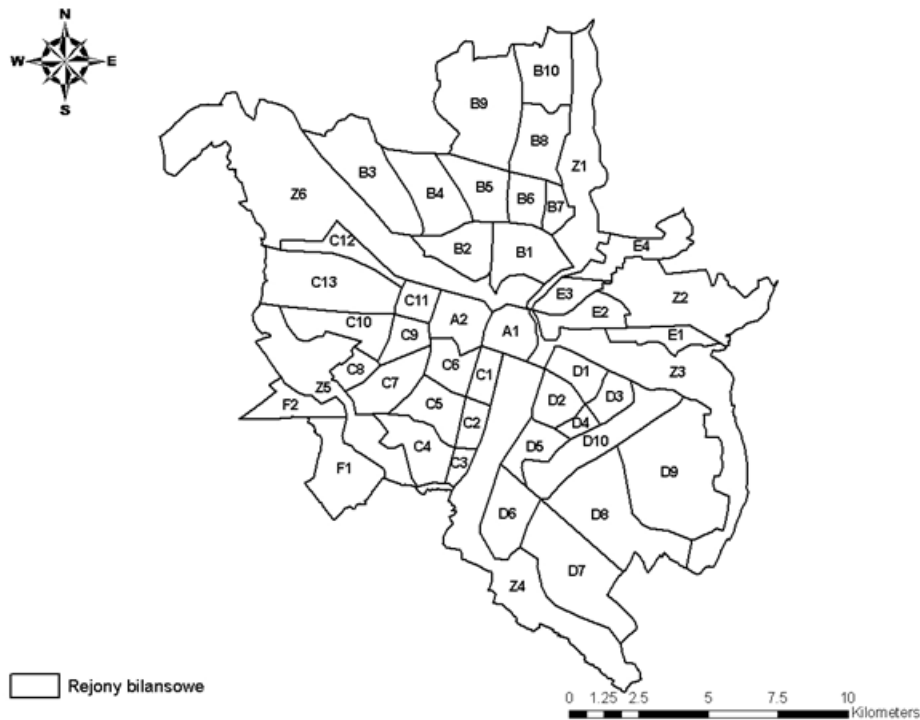 N
W E
S
B10
B9
B8
Z1
B3
B5
B4
Z6
B6
B7
E4
C12
B2
B1
C13
E3
Z2
C11
A2
E2
C10
C9
A1
E1
C8
C6
C1
D1
Z3
C7
Z5
D2
D3
F2
C5
C2
D4
D10
C4
D5
C3
F1
D9
D6
D8
D7
Z4
Rejony bilansowe
0 1.25 2.5 5 7.5 10
Kilometers